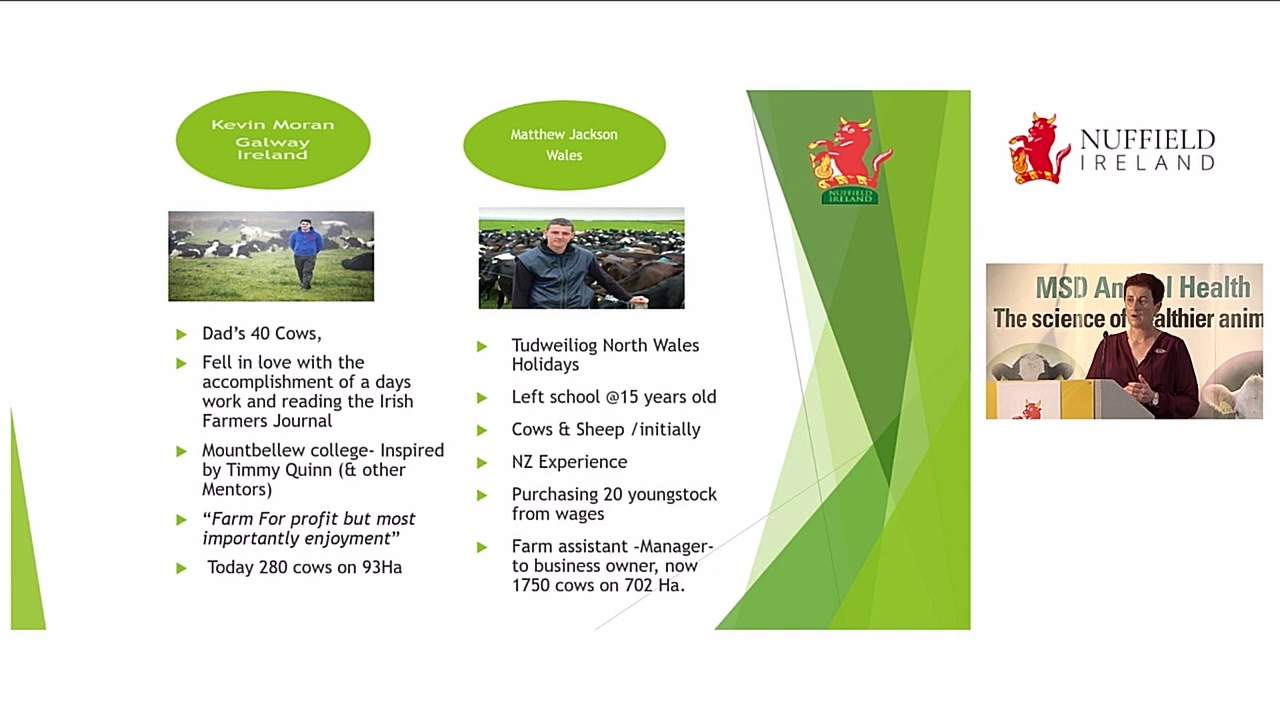 Kevin Moran
Galway
Ireland
Dad's 40 Cows,
Fell in love with the
accomplishment of a days
work and reading the Irish
Farmers Journal
Mountbellew college- Inspired
by Timmy Quinn (& other
Mentors)
“Farm For profit but most
importantly enjoyment”
Today 280 cows on 93Ha
Matthew Jackson
Wales
Tudweiliog North Wales
Holidays
Left school @15 years old
Cows & Sheep /initially
NZ Experience
Purchasing 20 youngstock
from wages
Farm assistant -Manager-
to business owner, now
1750 cows on 702 Ha.
NUFFIELD
IRELAND
NUFFIELD
IRELAND
MSD An l Health
The science of althier anim